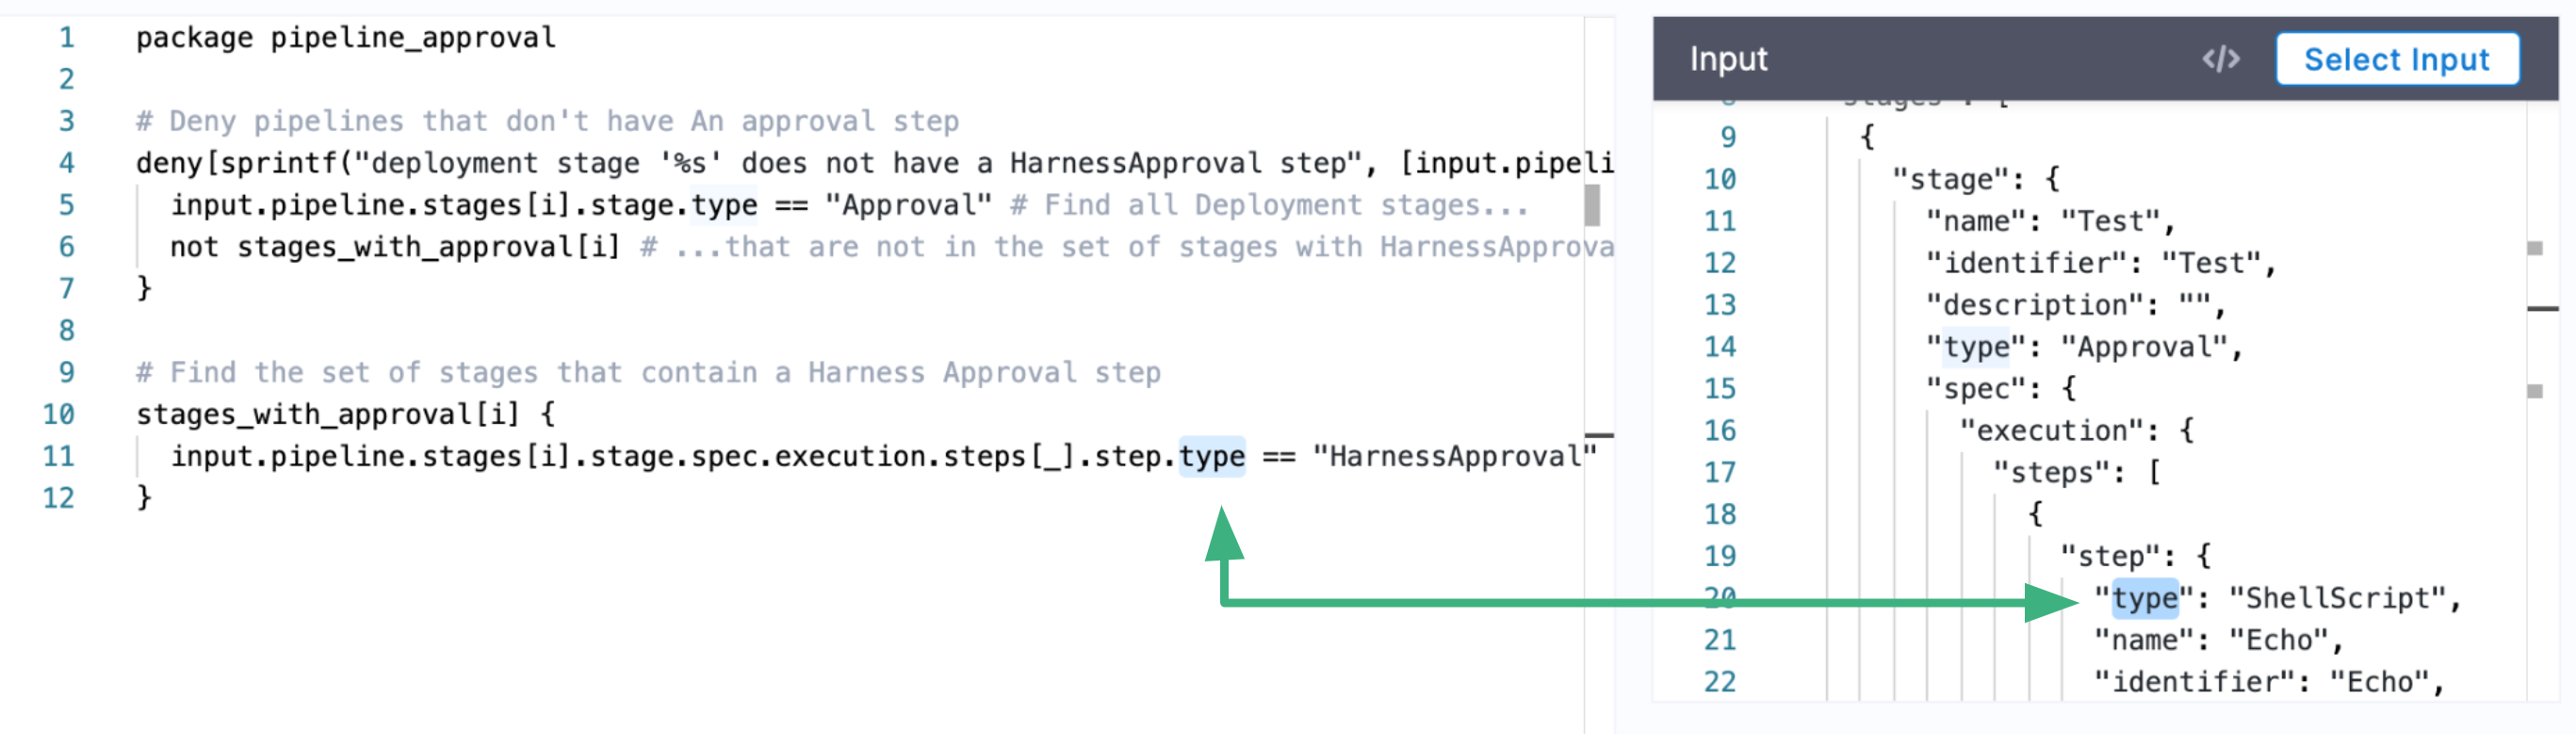 1 package pipeline_approval
2
3 # Deny pipelines that don't have An approval step
4 deny[sprintf("deployment stage '%s' does not have a HarnessApproval step", [input.pipeli
5 input.pipeline.stages[i].stage.type == "Approval" # Find all Deployment stages...
6 not stages_with_approval[i] # ...that are not in the set of stages with HarnessApprova
7 }
8
9 # Find the set of stages that contain a Harness Approval step
10 stages_with_approval[i] {
11 input.pipeline.stages[i].stage.spec.execution.steps[_].step.type == "HarnessApproval"
12 }
Input </> Select Input
8 "stages": [
9 {
10 "stage": {
11 "name": "Test",
12 "identifier": "Test",
13 "description": "",
14 "type": "Approval",
15 "spec": {
16 "execution": {
17 "steps": [
18 {
19 "step": {
20 "type": "ShellScript",
21 "name": "Echo",
22 "identifier": "Echo",